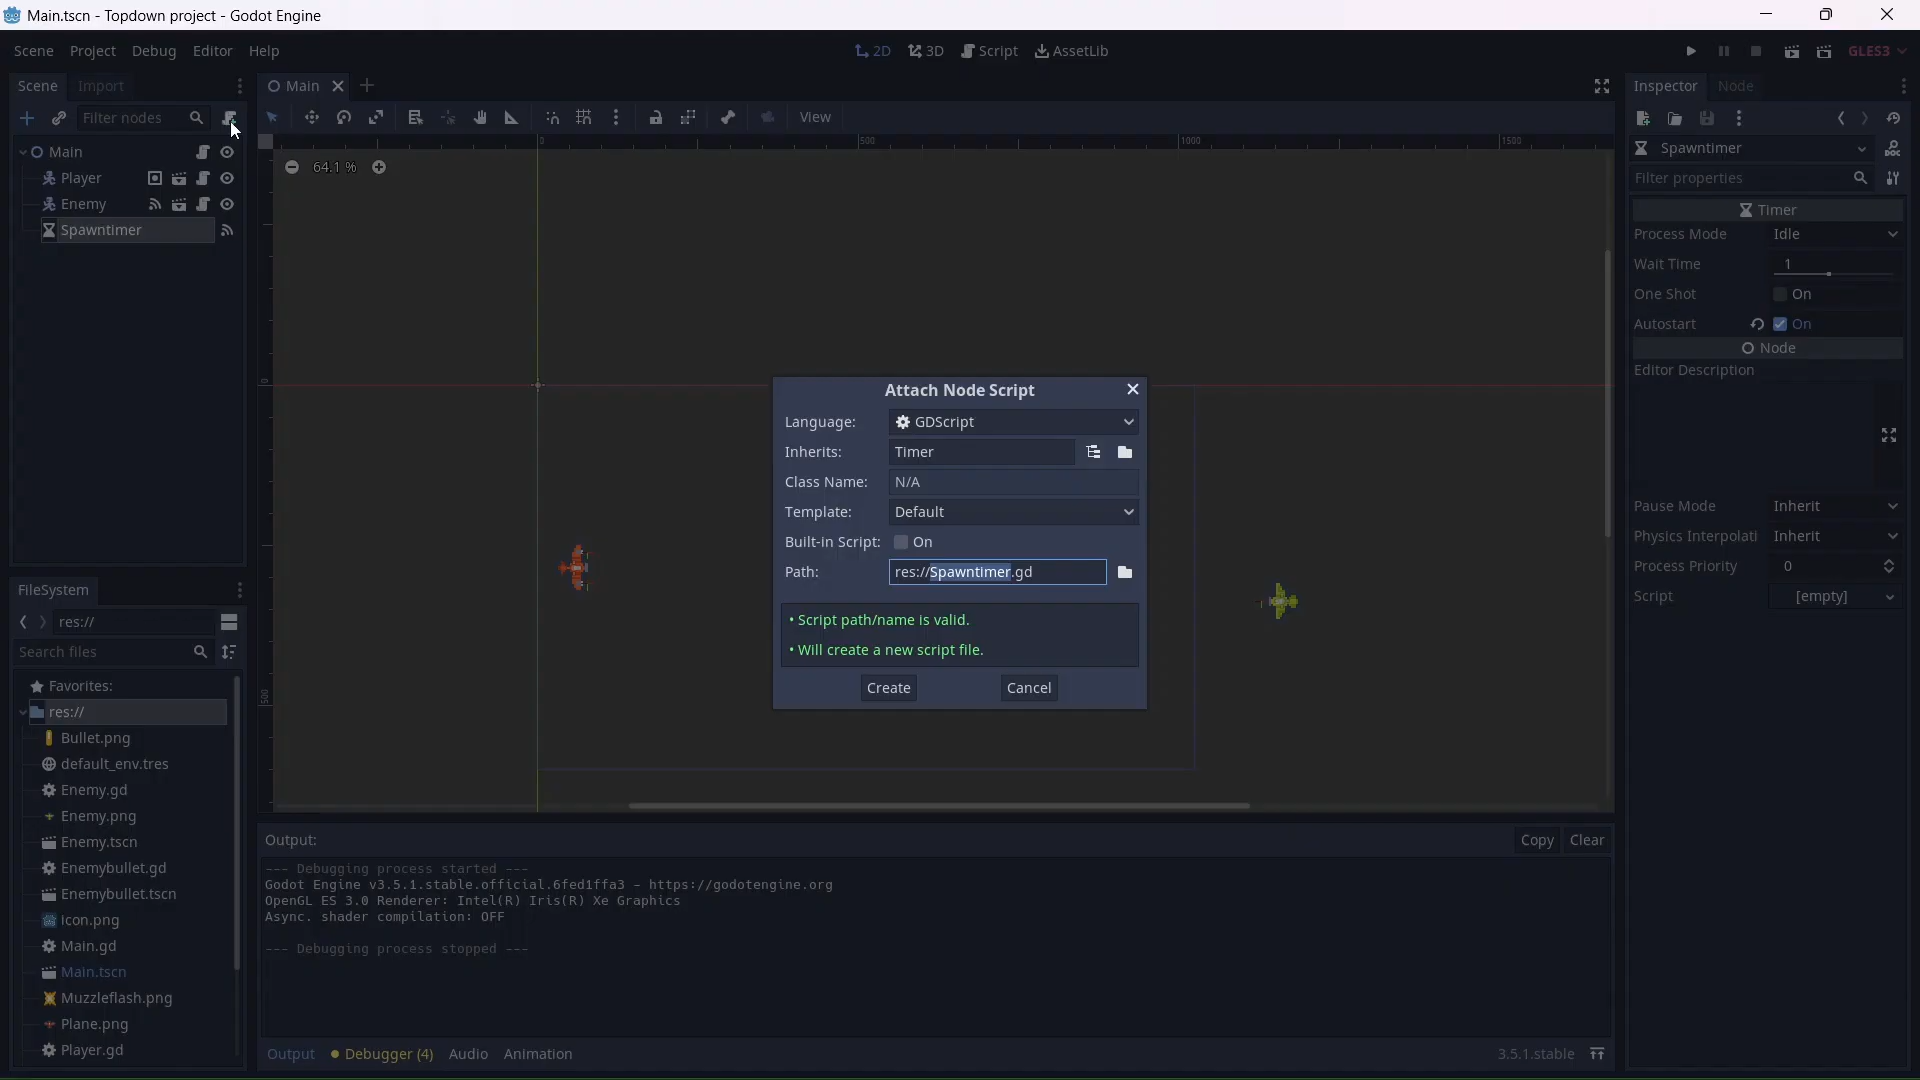 Main.tscn - Topdown project - Godot Engine
Scene Project Debug Editor Help
2D 3D Script AssetLib
GLES3
Scene Import
Filter nodes
Main
Player
Enemy
Spawntimer
FileSystem
res://
Search files
Favorites:
res://
Bullet.png
default_env.tres
Enemy.gd
Enemy.png
Enemy.tscn
Enemybullet.gd
Enemybullet.tscn
icon.png
Main.gd
Main.tscn
Muzzleflash.png
Plane.png
Player.gd
Main
View
0 500 1000 1500
64.1 %
0
500
Attach Node Script
Language: GDScript
Inherits: Timer
Class Name: N/A
Template: Default
Built-in Script: On
Path: res://Spawntimer.gd
• Script path/name is valid.
• Will create a new script file.
Create Cancel
Output: Copy Clear
--- Debugging process started ---
Godot Engine v3.5.1.stable.official.6fed1ffa3 - https://godotengine.org
OpenGL ES 3.0 Renderer: Intel(R) Iris(R) Xe Graphics
Async. shader compilation: OFF
--- Debugging process stopped ---
Output Debugger (4) Audio Animation 3.5.1.stable
Inspector Node
Spawntimer
Filter properties
Timer
Process Mode Idle
Wait Time 1
One Shot On
Autostart On
Node
Editor Description
Pause Mode Inherit
Physics Interpolati Inherit
Process Priority 0
Script [empty]